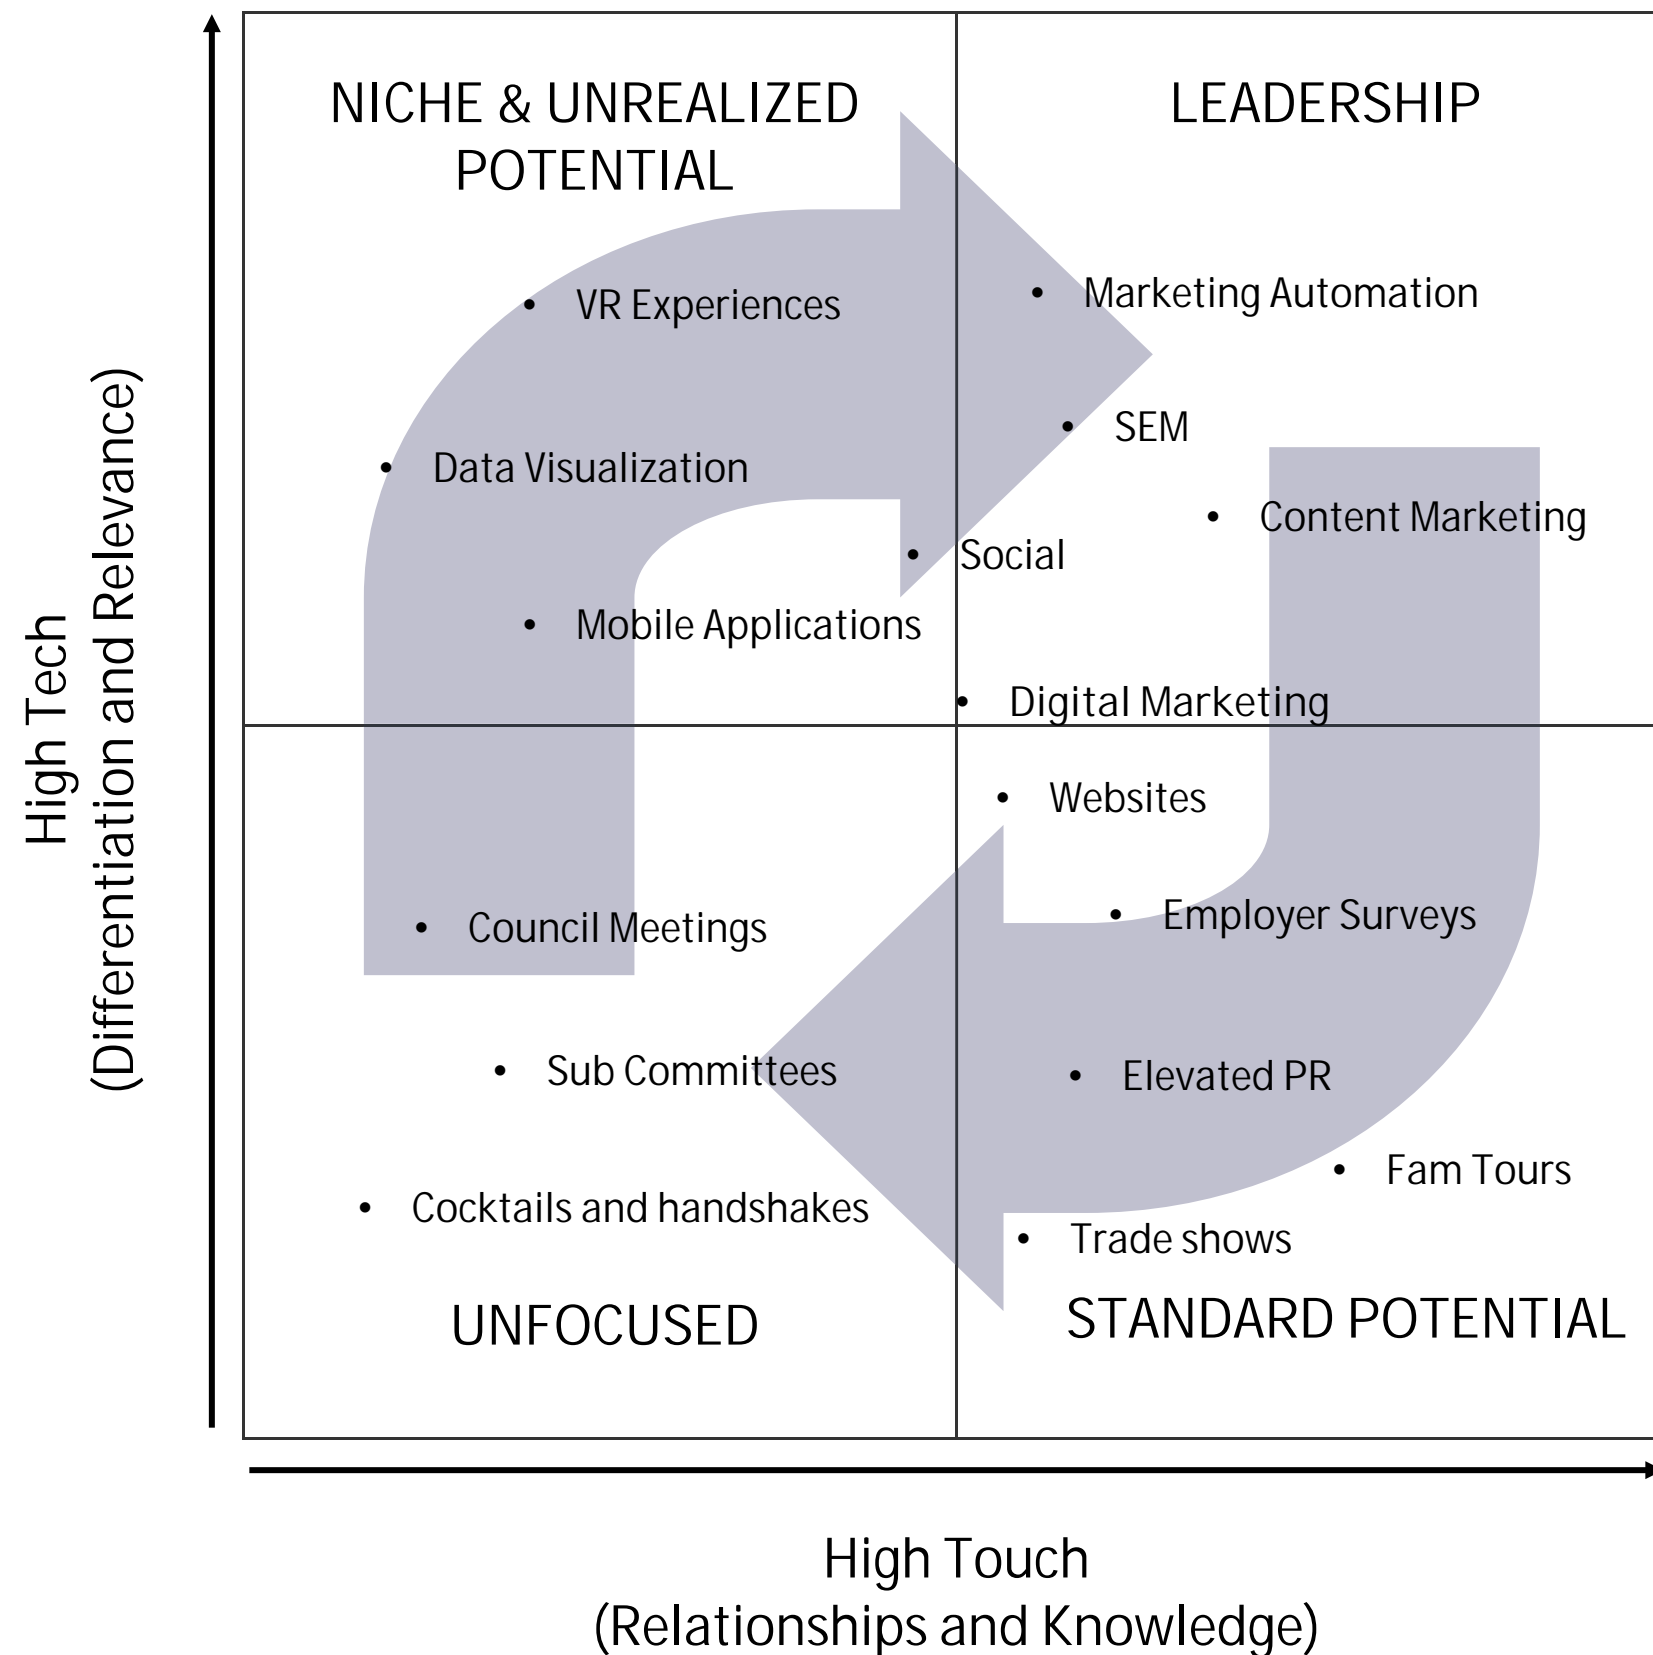 NICHE & UNREALIZED
POTENTIAL
LEADERSHIP
• VR Experiences
• Marketing Automation
• SEM
• Data Visualization
• Content Marketing
• Social
• Mobile Applications
• Digital Marketing
• Websites
• Council Meetings
• Employer Surveys
• Sub Committees
• Elevated PR
• Fam Tours
• Cocktails and handshakes
• Trade shows
UNFOCUSED
STANDARD POTENTIAL
High Tech
(Differentiation and Relevance)
High Touch
(Relationships and Knowledge)